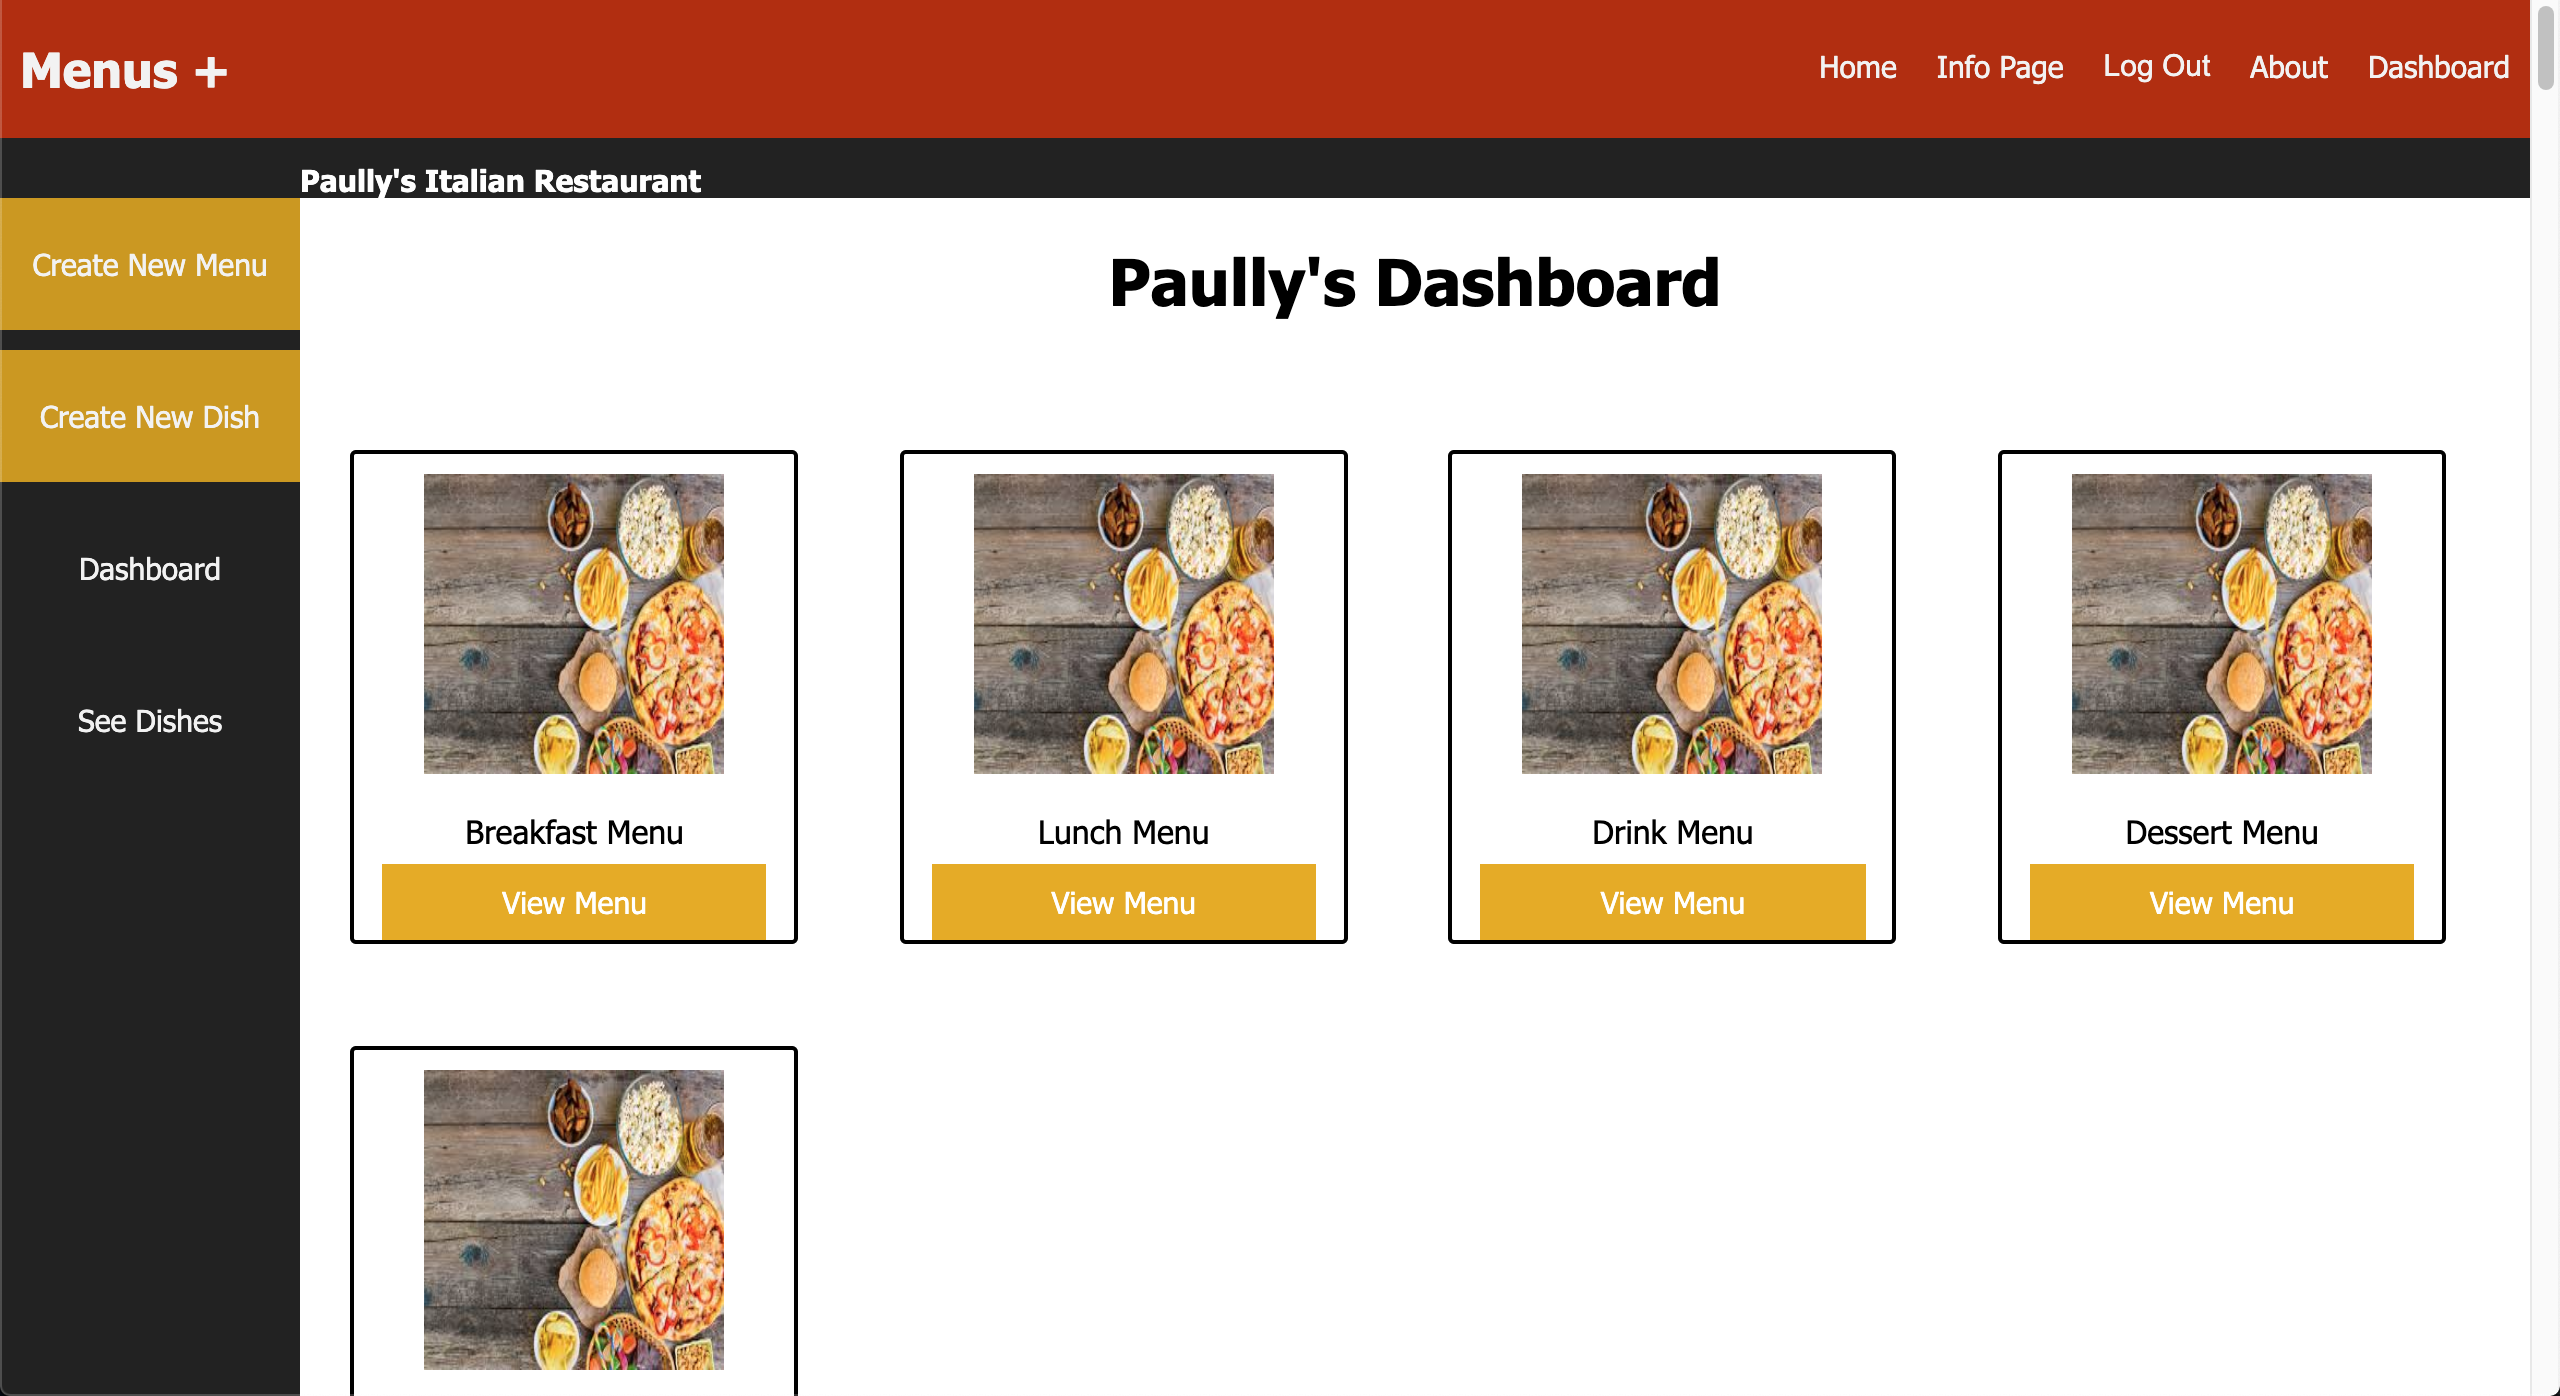 Menus +
Home Info Page Log Out About Dashboard
Paully's Italian Restaurant
Create New Menu
Create New Dish
Dashboard
See Dishes
Paully's Dashboard
Breakfast Menu
View Menu
Lunch Menu
View Menu
Drink Menu
View Menu
Dessert Menu
View Menu